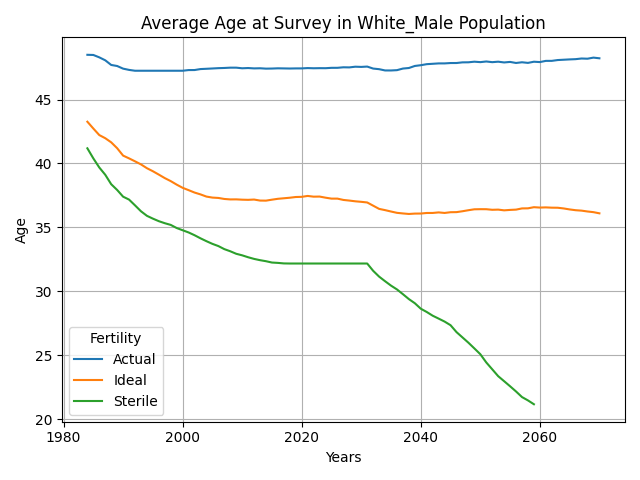 Average Age at Survey in White_Male Population
Age
45
40
35
30
25
20
Fertility
Actual
Ideal
Sterile
1980
2000
2020
2040
2060
Years